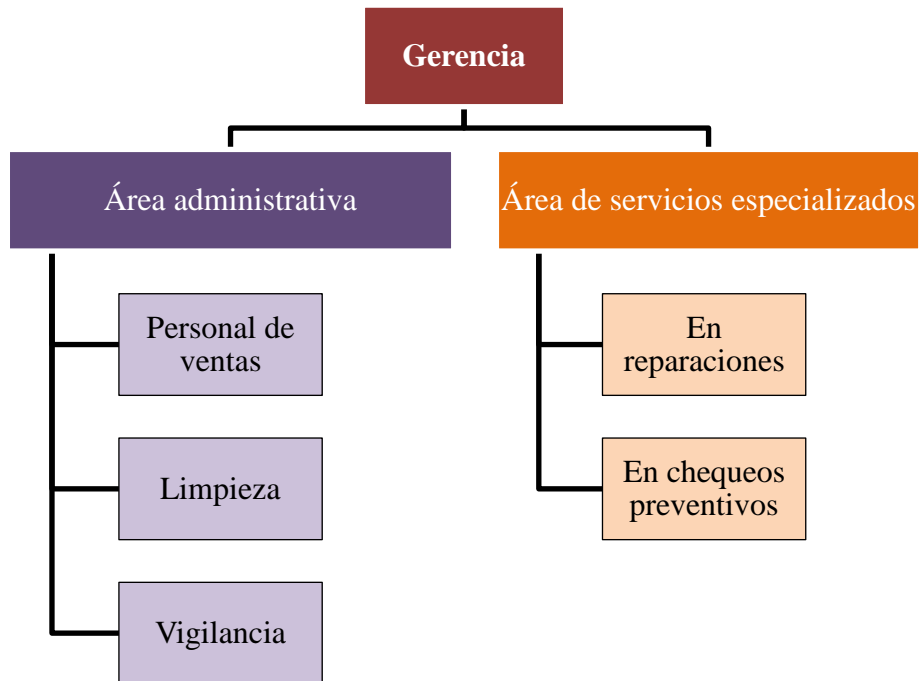 Gerencia
Área administrativa
Área de servicios especializados
Personal de
ventas
Limpieza
Vigilancia
En
reparaciones
En chequeos
preventivos